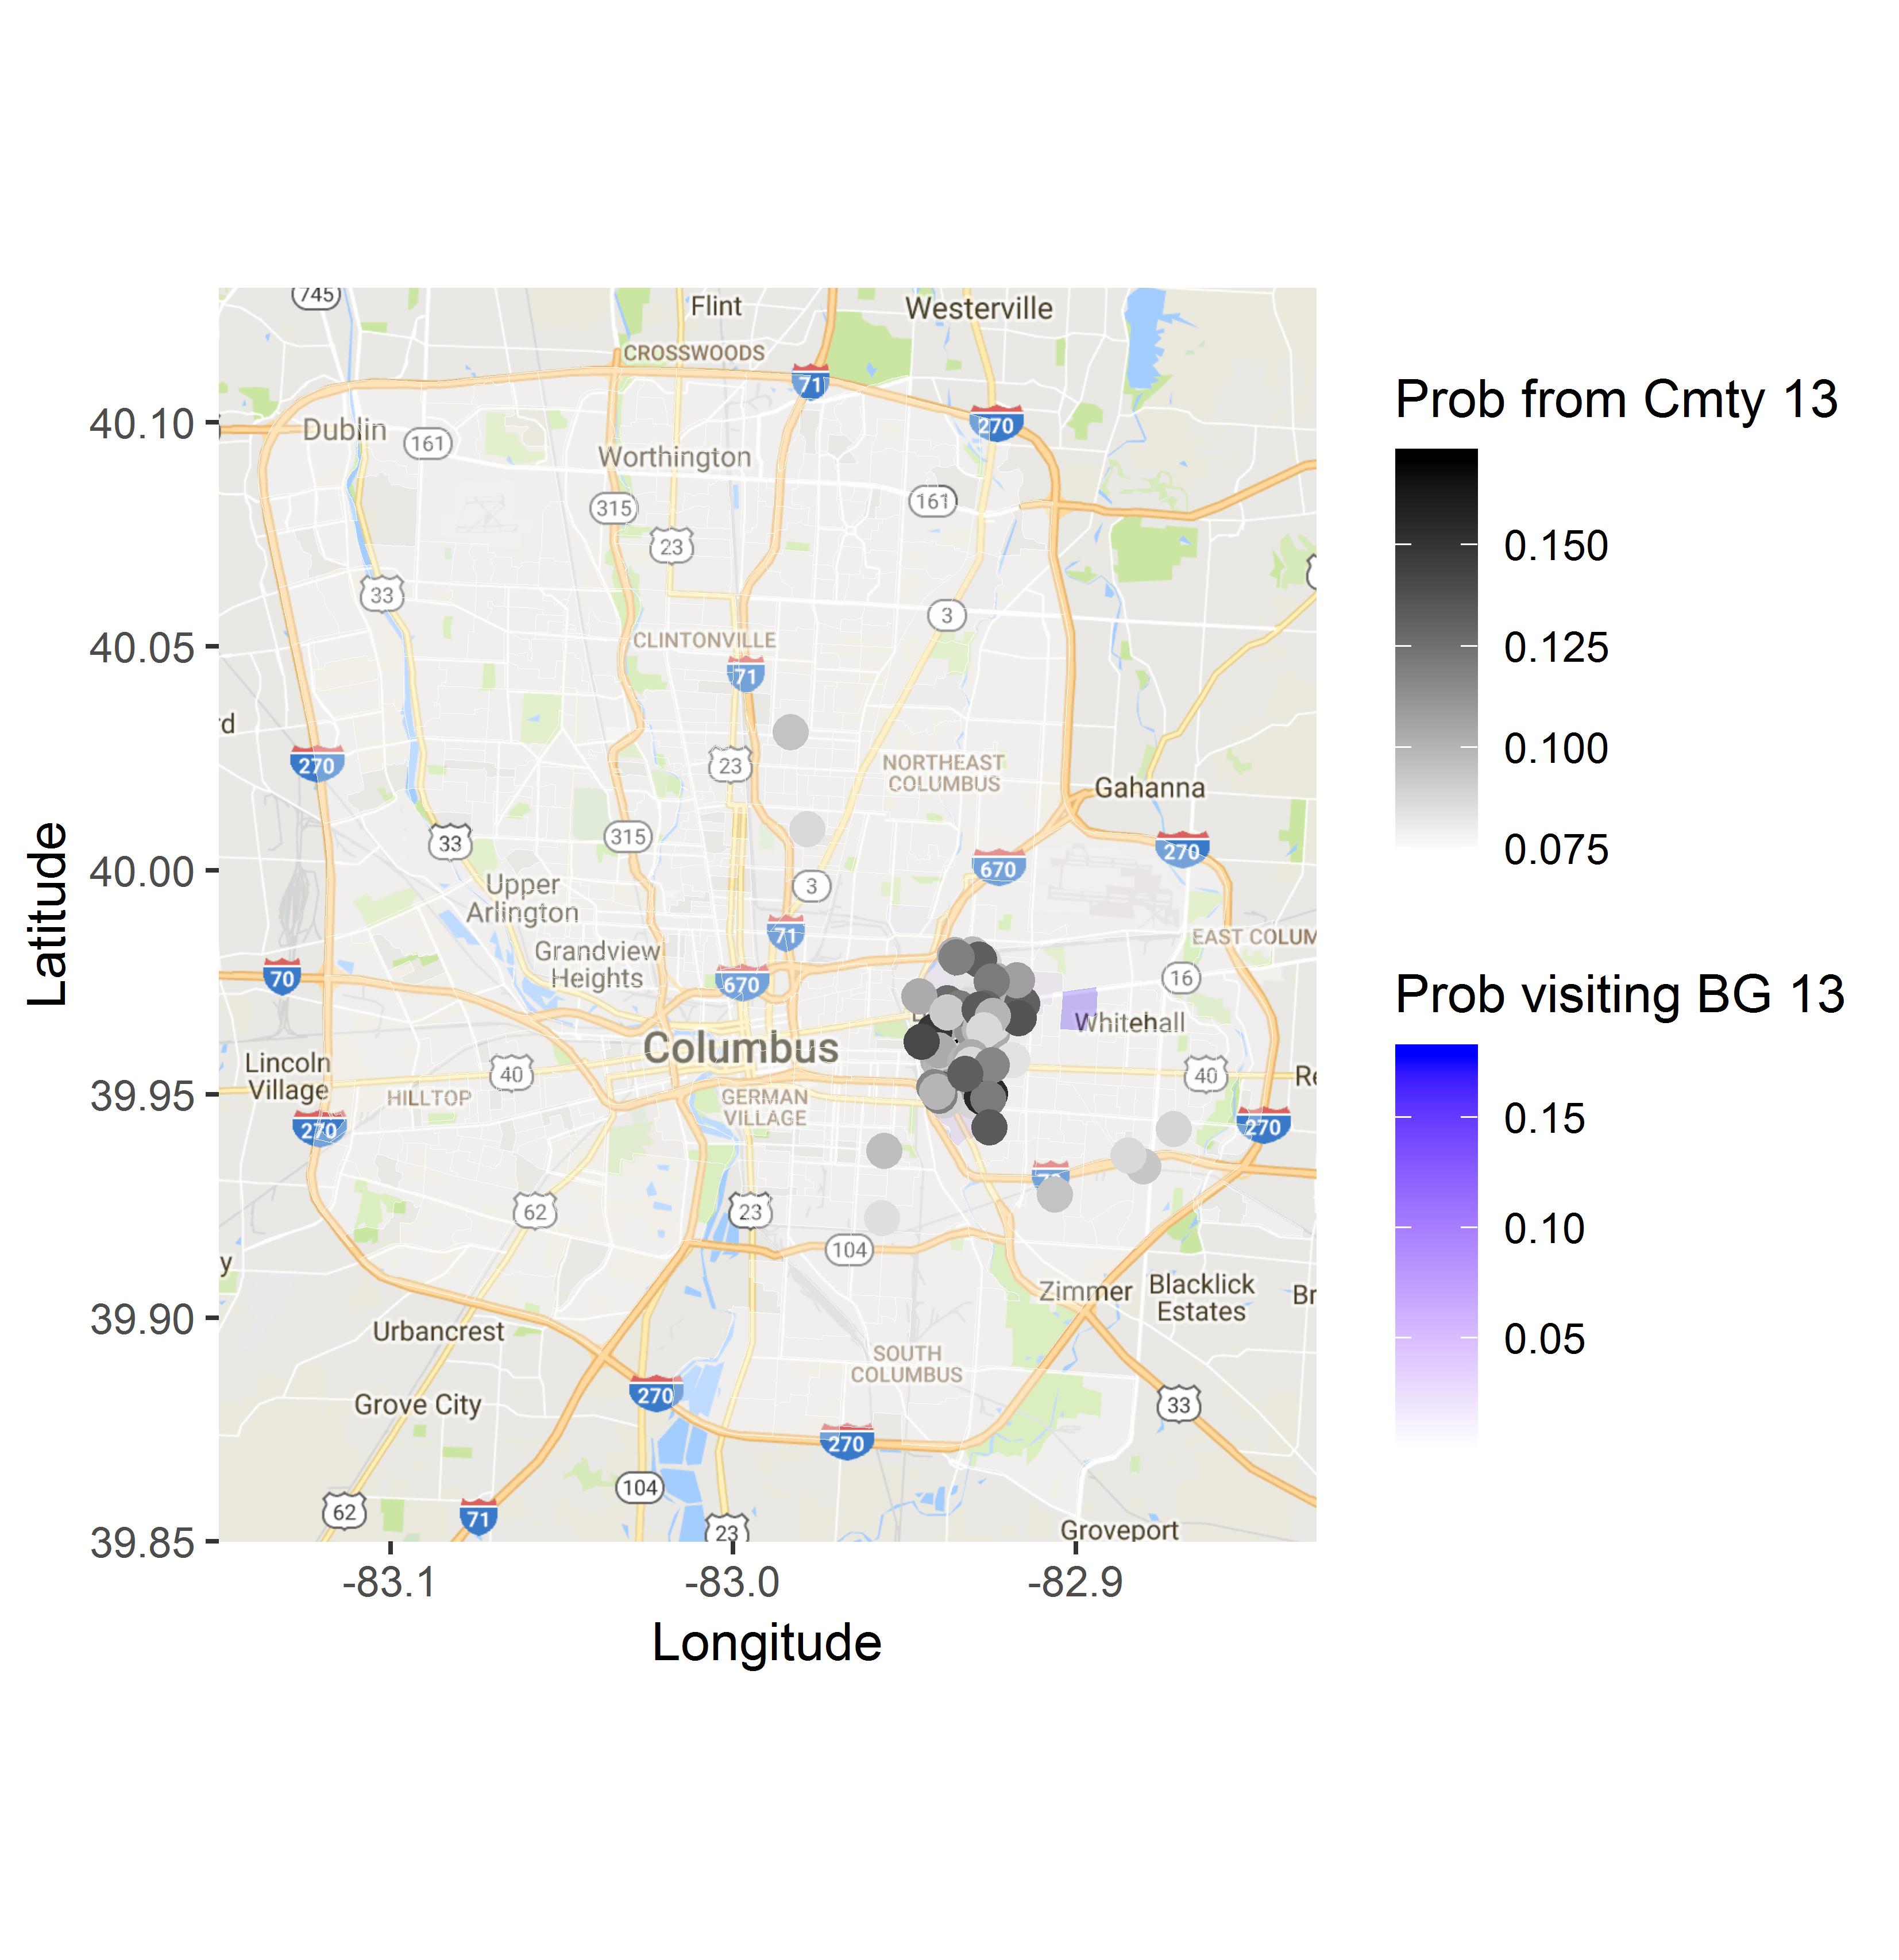 745
Flint
Westerville
CROSSWOODS
71
270
40.10
Dublin
161
Worthington
315
161
23
33
3
40.05
CLINTONVILLE
71
270
23
NORTHEAST
COLUMBUS
Gahanna
33
315
270
670
40.00
Upper
Arlington
3
71
Grandview
Heights
EAST COLUM
70
670
16
Whitehall
Columbus
Lincoln
Village
40
40
39.95
HILLTOP
GERMAN
VILLAGE
270
270
62
23
104
Zimmer
Blacklick
Estates
Br
39.90
Urbancrest
SOUTH
COLUMBUS
270
Grove City
33
270
104
62
71
23
Groveport
39.85
-83.1
-83.0
-82.9
Longitude
Latitude
Prob from Cmty 13
0.150
0.125
0.100
0.075
Prob visiting BG 13
0.15
0.10
0.05